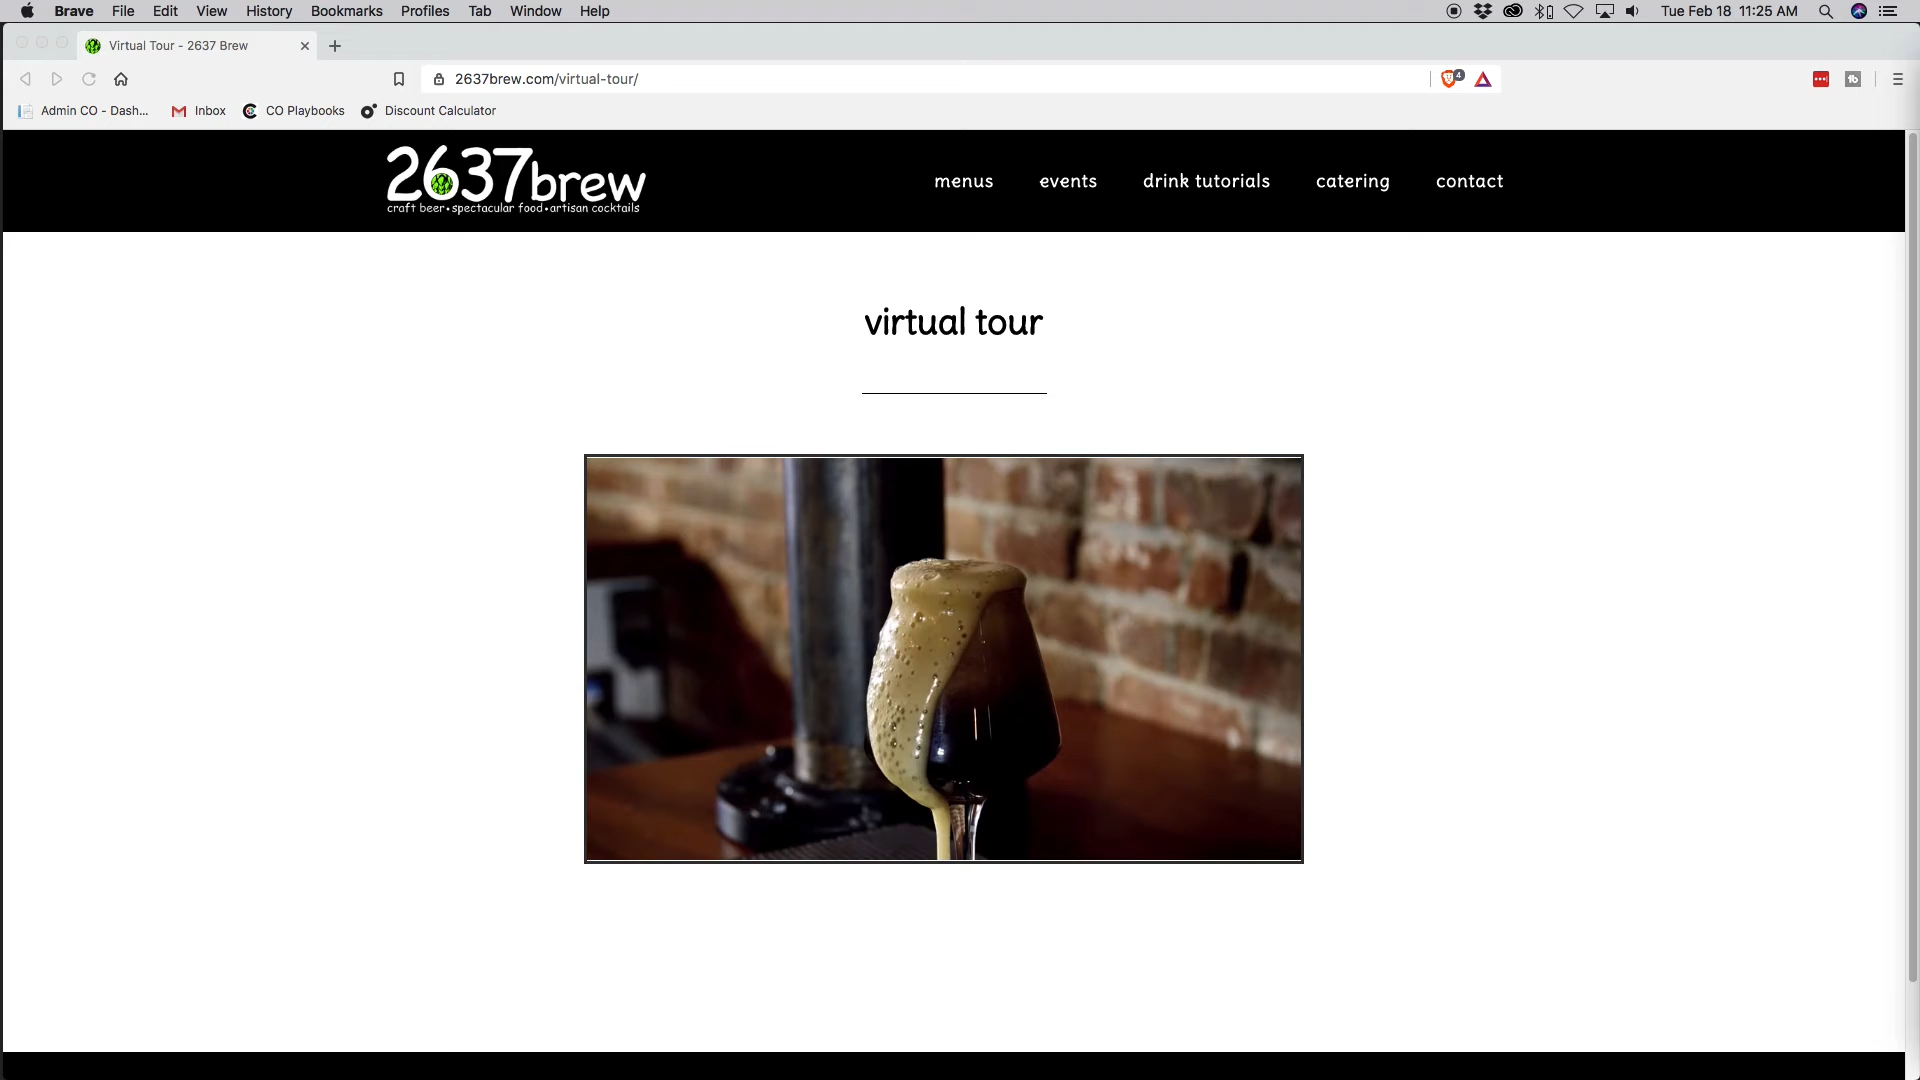 Brave File Edit View History Bookmarks Profiles Tab Window Help Tue Feb 18 11:25 AM
Virtual Tour - 2637 Brew
2637brew.com/virtual-tour/ 4
Admin CO - Dash... Inbox CO Playbooks Discount Calculator
2637brew
craft beer•spectacular food•artisan cocktails
menus events drink tutorials catering contact
virtual tour